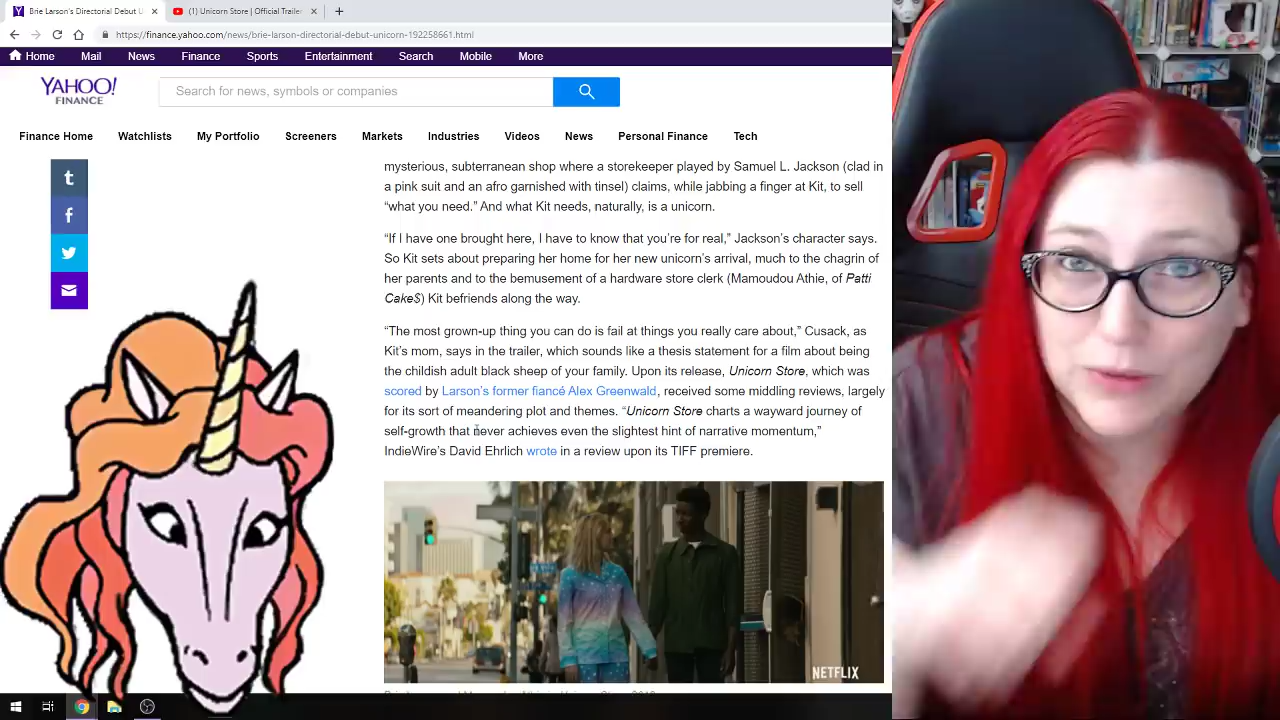 Brie Larson's Directorial Debut U
(1) Unicorn Store | Official Trailer
https://finance.yahoo.com/news/brie-larson-directorial-debut-unicorn-192258661.html
Home Mail News Finance Sports Entertainment Search Mobile More
YAHOO!
FINANCE
Search for news, symbols or companies
Finance Home Watchlists My Portfolio Screeners Markets Industries Videos News Personal Finance Tech
mysterious, subterranean shop where a storekeeper played by Samuel L. Jackson (clad in
a pink suit and an afro garnished with tinsel) claims, while jabbing a finger at Kit, to sell
“what you need.” And what Kit needs, naturally, is a unicorn.
“If I have one brought here, I have to know that you’re for real,” Jackson’s character says.
So Kit sets about preparing her home for her new unicorn’s arrival, much to the chagrin of
her parents and to the bemusement of a hardware store clerk (Mamoudou Athie, of Patti
Cake$) Kit befriends along the way.
“The most grown-up thing you can do is fail at things you really care about,” Cusack, as
Kit’s mom, says in the trailer, which sounds like a thesis statement for a film about being
the childish adult black sheep of your family. Upon its release, Unicorn Store, which was
scored by Larson’s former fiancé Alex Greenwald, received some middling reviews, largely
for its sort of meandering plot and themes. “Unicorn Store charts a wayward journey of
self-growth that never achieves even the slightest hint of narrative momentum,”
IndieWire’s David Ehrlich wrote in a review upon its TIFF premiere.
NETFLIX